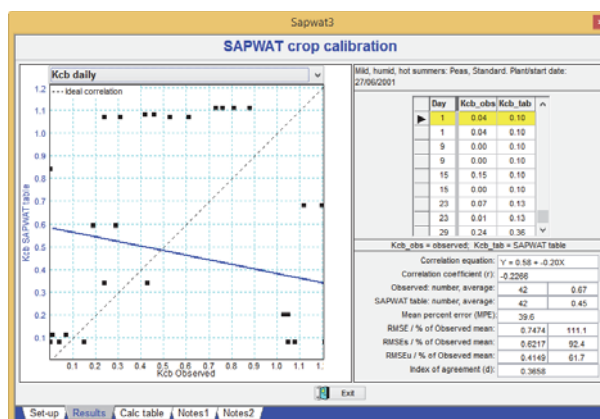 Sapwat3
SAPWAT crop calibration
Kcb daily
Ideal correlation
1.2
1.1
1.0
0.9
0.8
0.7
0.6
0.5
0.4
0.3
0.2
0.1
Kcb SAPWAT table
0.1 0.2 0.3 0.4 0.5 0.6 0.7 0.8 0.9 1.0 1.1 1.2
Kcb Observed
Mild, humid, hot summers: Peas, Standard. Plant/start date:
27/06/2001
Day Kcb_obs Kcb_tab
1 0.04 0.10
1 0.04 0.10
9 0.00 0.10
9 0.00 0.10
15 0.15 0.10
15 0.00 0.10
23 0.07 0.13
23 0.01 0.13
29 0.24 0.36
Kcb_obs = observed; Kcb_tab = SAPWAT table
Correlation equation: Y = 0.58 + -0.20X
Correlation coefficient (r): -0.2266
Observed: number, average: 42 0.67
SAPWAT table: number, average: 42 0.45
Mean percent error (MPE): 39.6
RMSE / % of Observed mean: 0.7474 111.1
RMSEs / % of Observed mean: 0.6217 92.4
RMSEu / % of Observed mean: 0.4149 61.7
Index of agreement (d): 0.3658
Exit
Set-up Results Calc table Notes1 Notes2